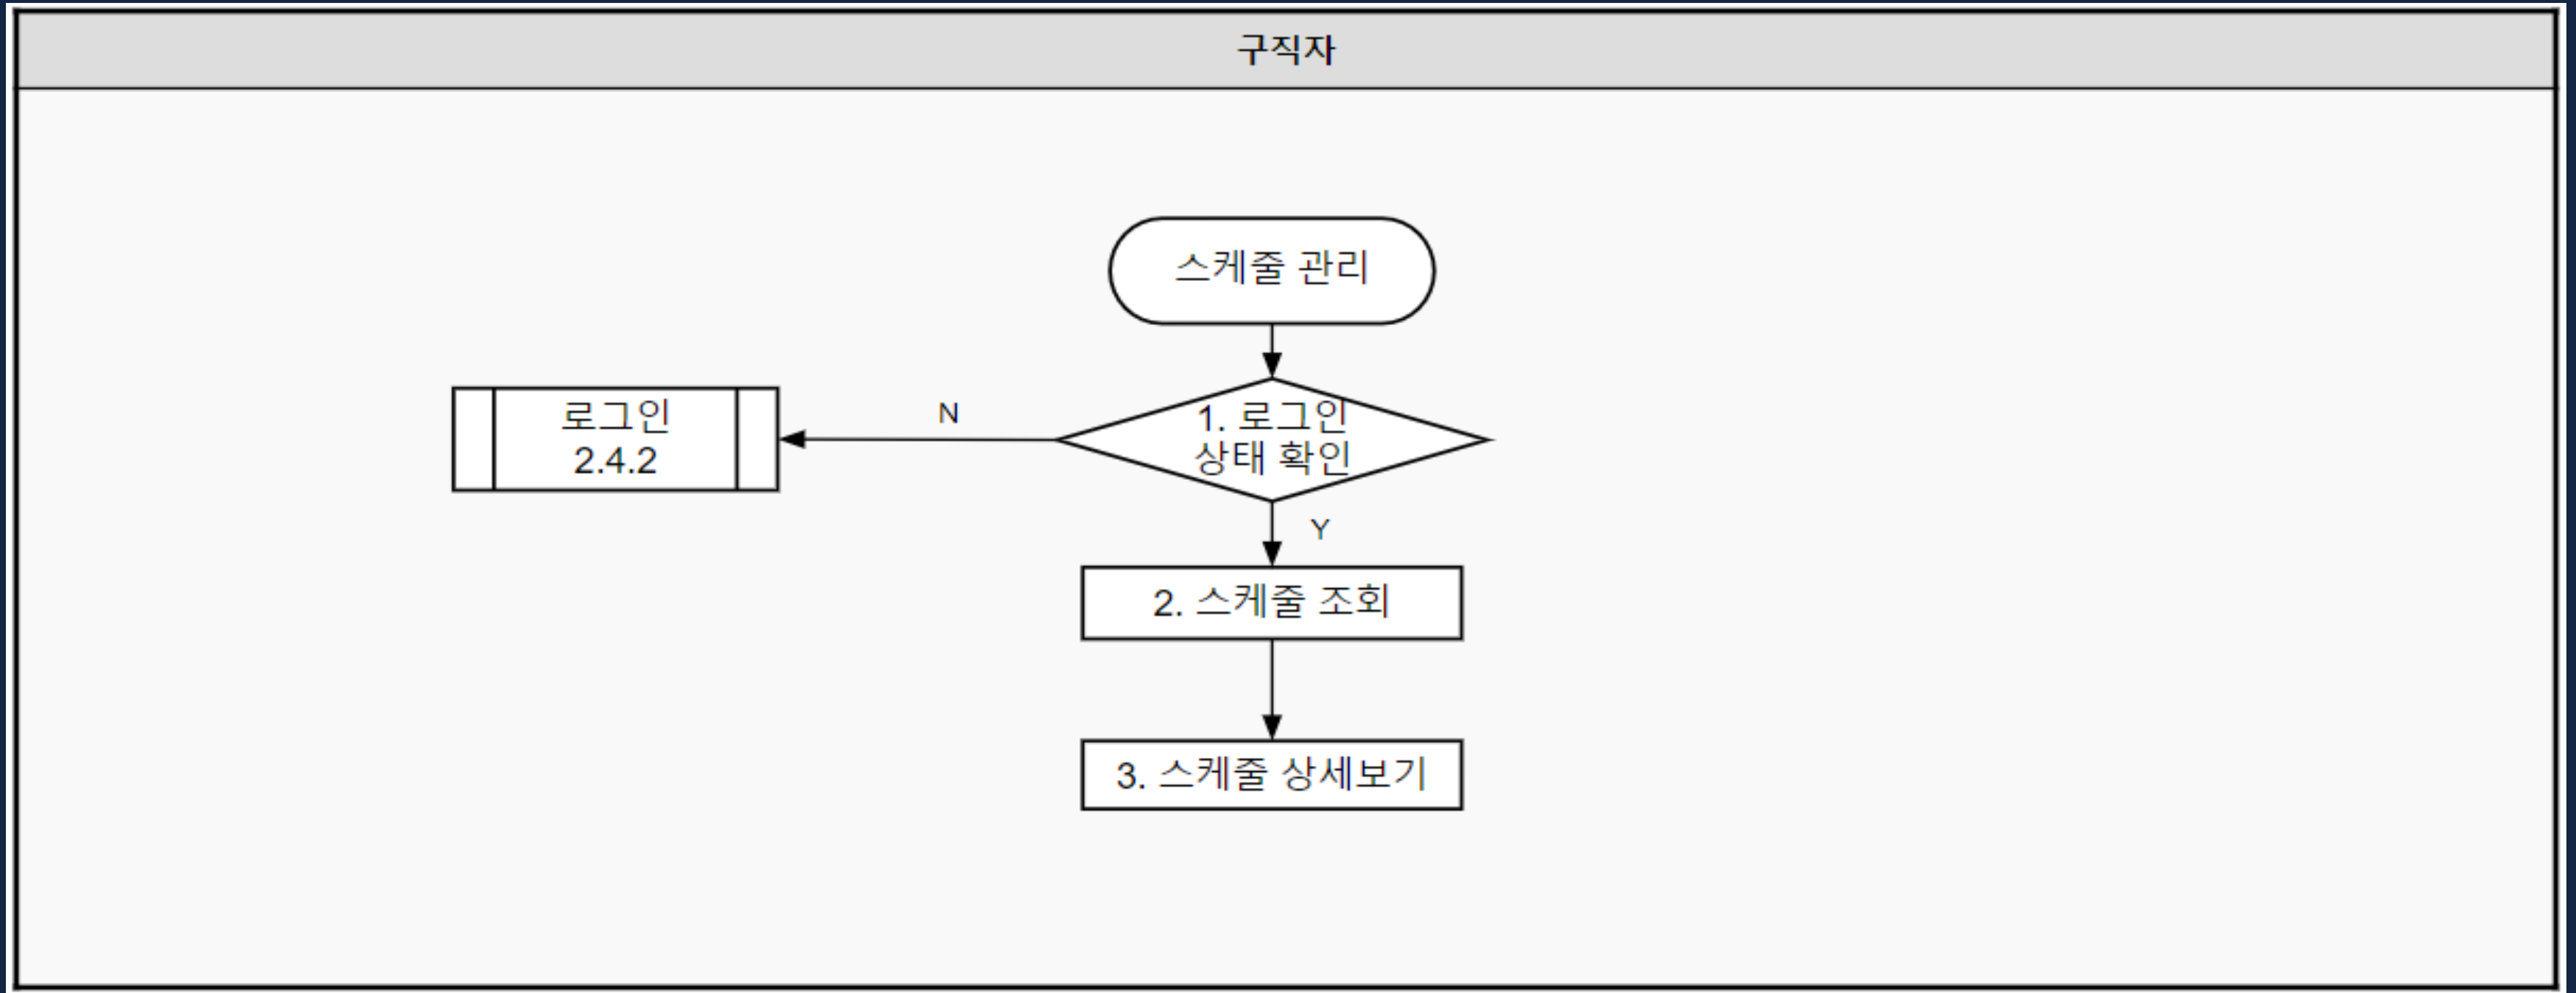 구직자
스케줄 관리
1. 로그인
상태 확인
N
로그인
2.4.2
Y
2. 스케줄 조회
3. 스케줄 상세보기